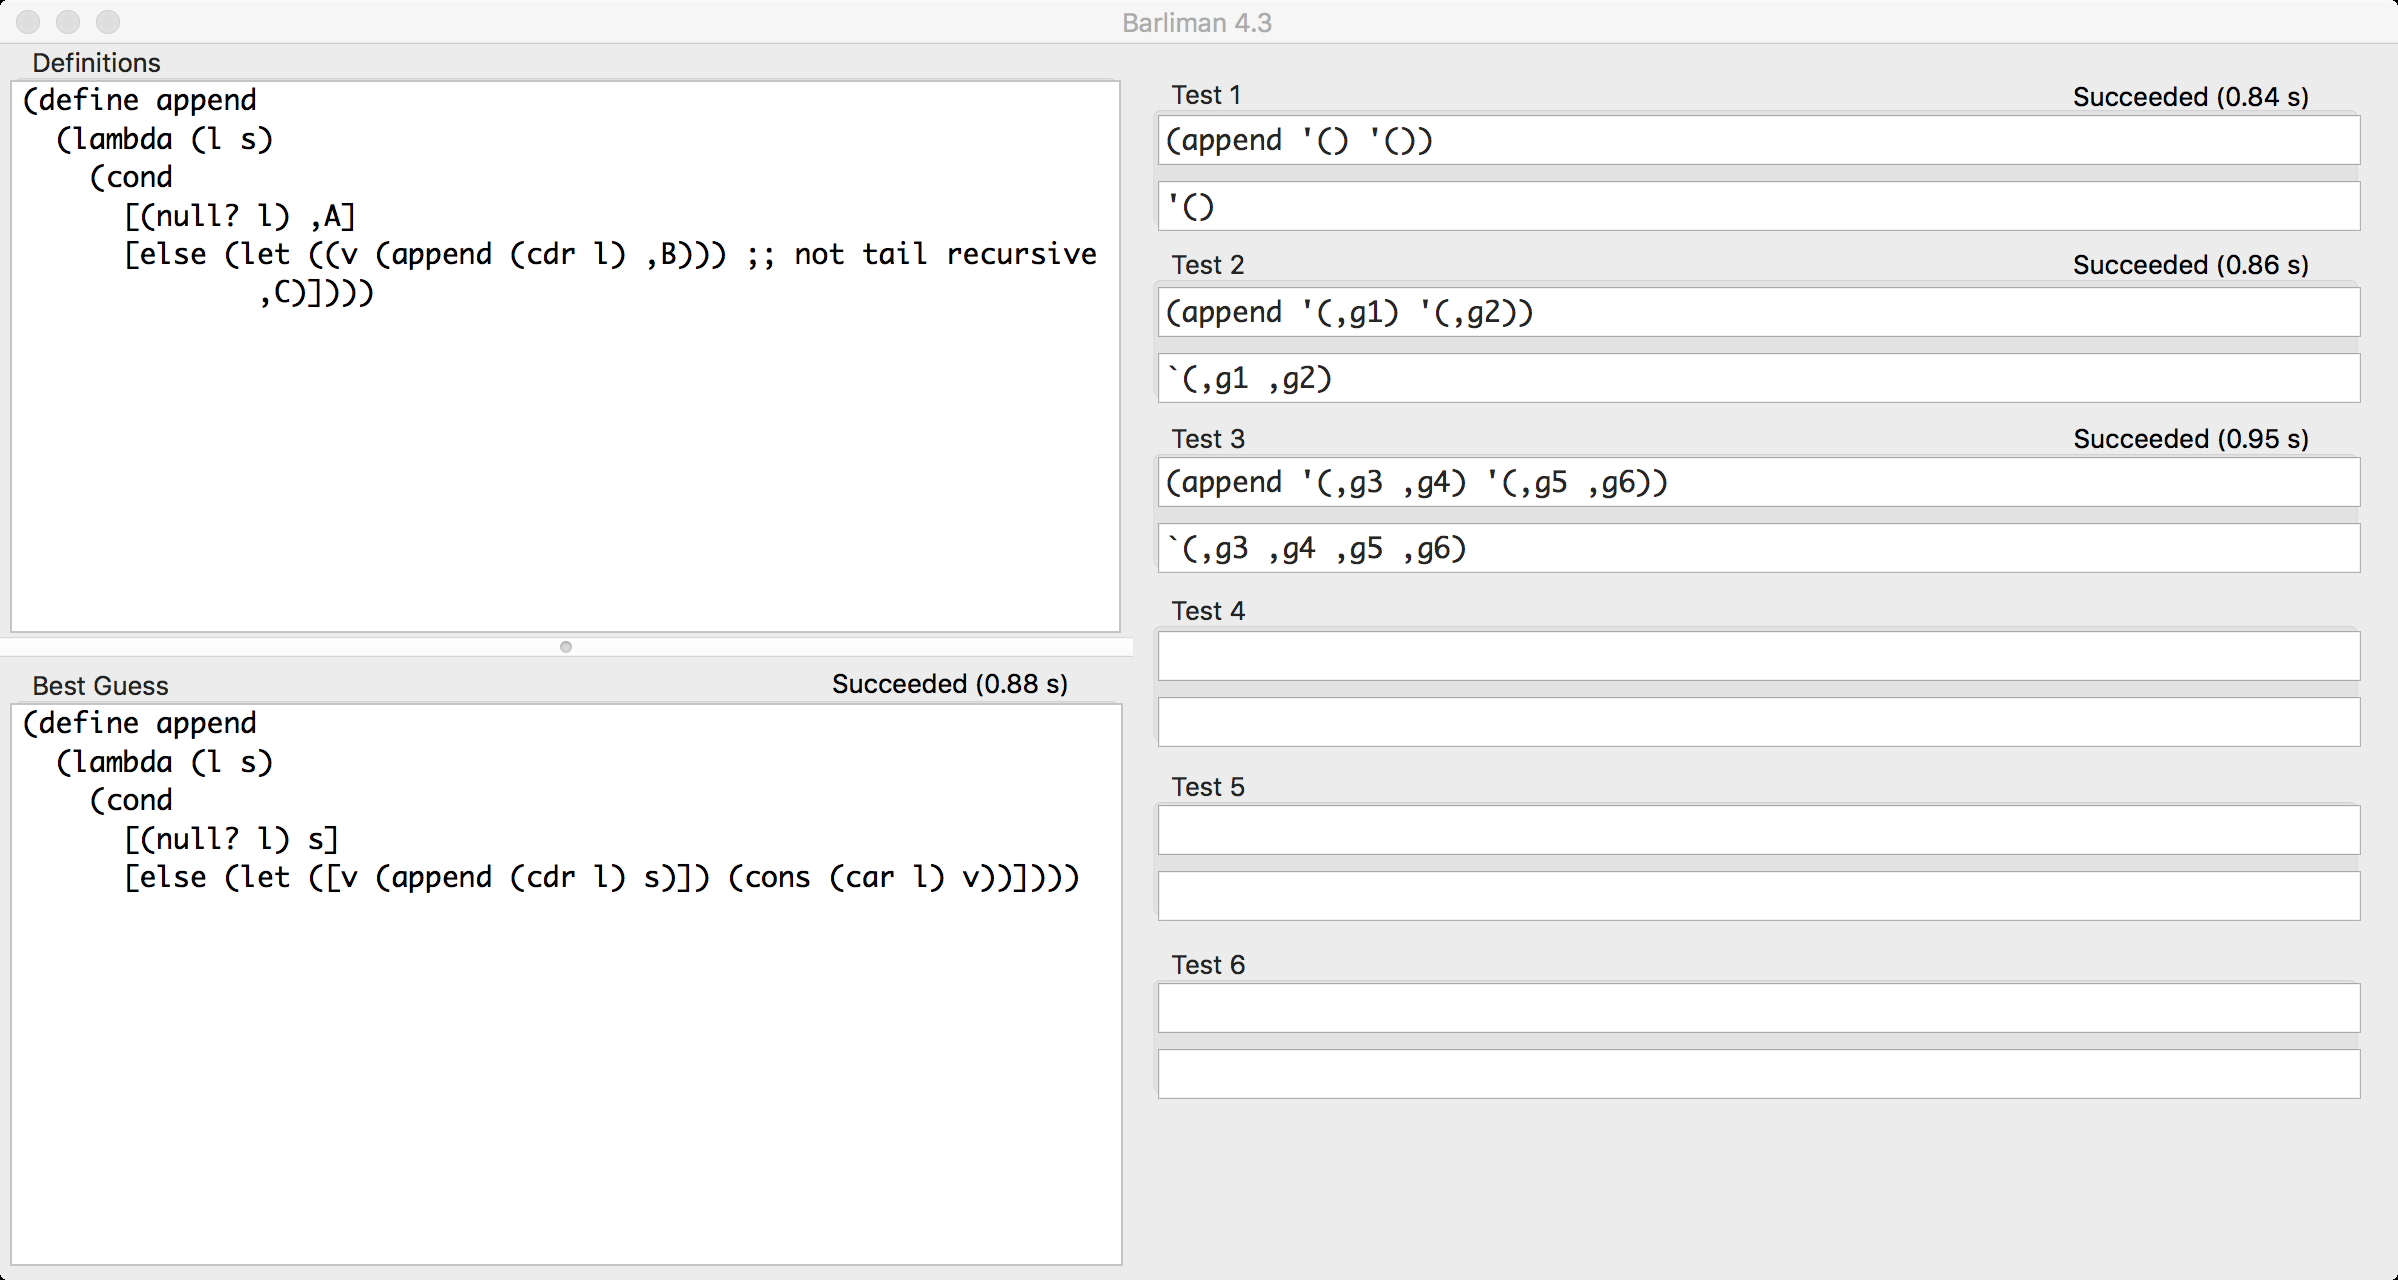 Barliman 4.3
Definitions
(define append
  (lambda (l s)
    (cond
      [(null? l) ,A]
      [else (let ((v (append (cdr l) ,B))) ;; not tail recursive
              ,C)])))
Best Guess
Succeeded (0.88 s)
(define append
  (lambda (l s)
    (cond
      [(null? l) s]
      [else (let ([v (append (cdr l) s)]) (cons (car l) v))])))
Test 1
Succeeded (0.84 s)
(append '() '())
'()
Test 2
Succeeded (0.86 s)
(append '(,g1) '(,g2))
`(,g1 ,g2)
Test 3
Succeeded (0.95 s)
(append '(,g3 ,g4) '(,g5 ,g6))
`(,g3 ,g4 ,g5 ,g6)
Test 4
Test 5
Test 6